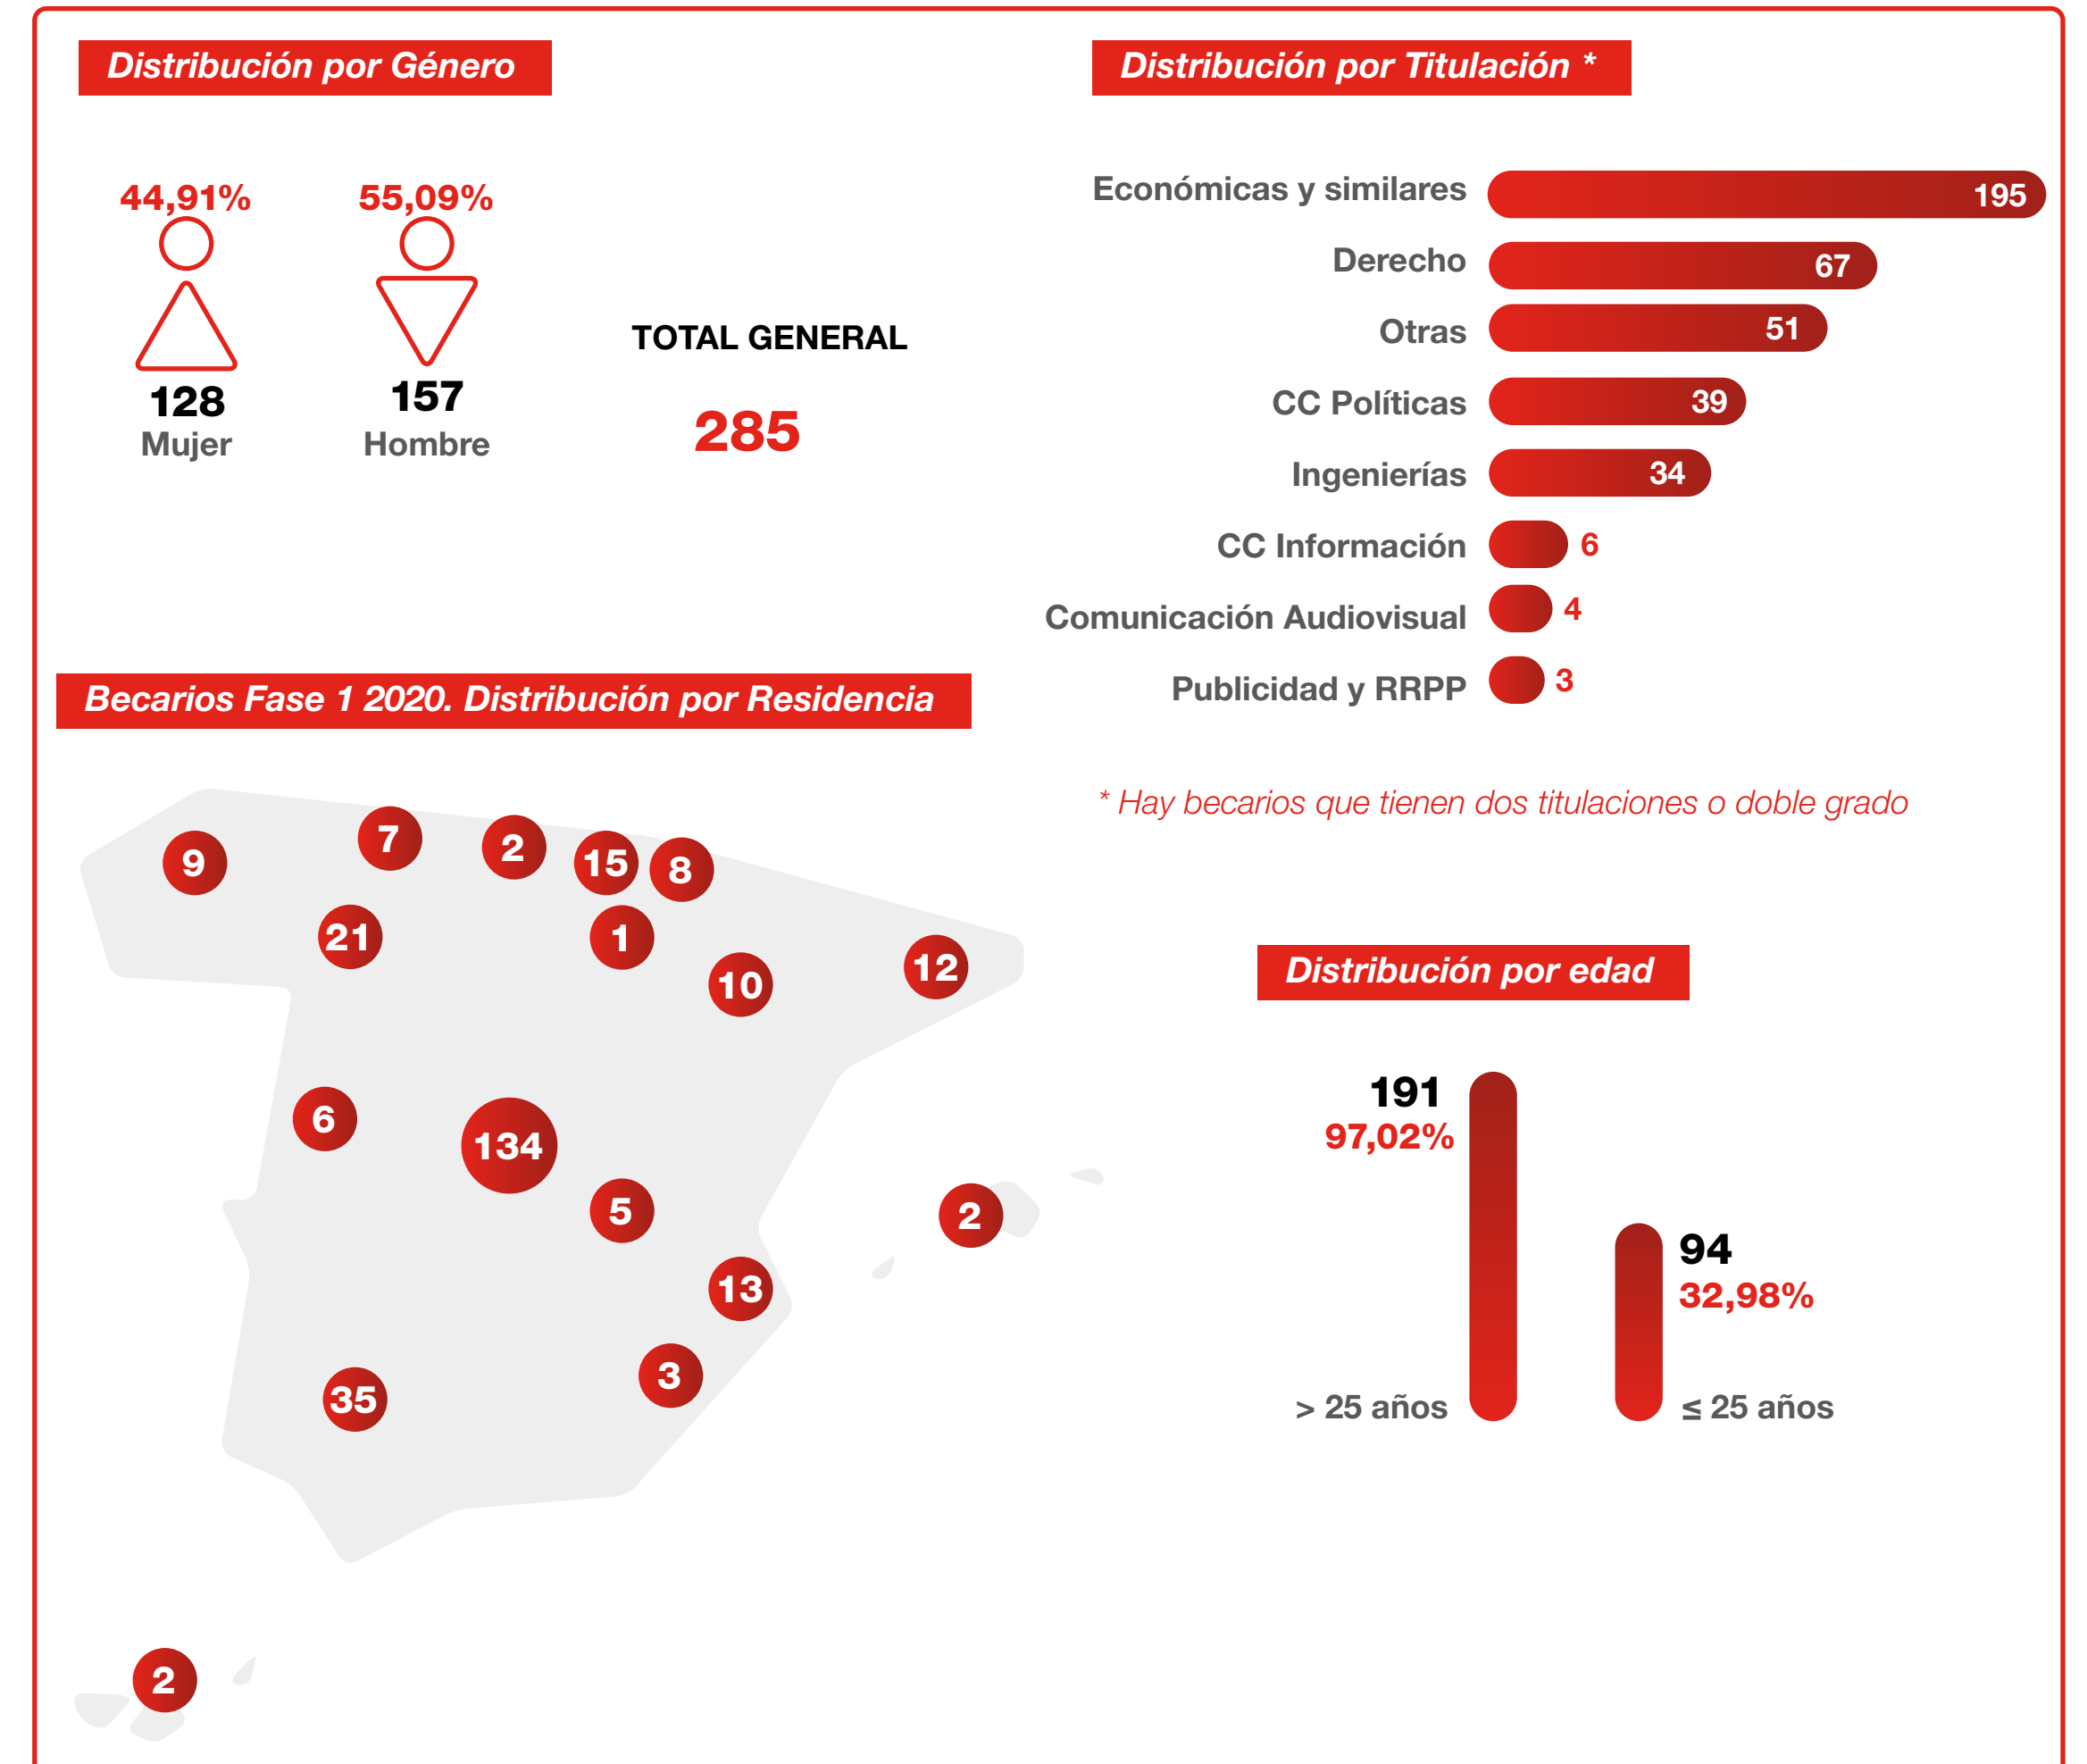 Distribución por Género
44,91%
55,09%
128
Mujer
157
Hombre
TOTAL GENERAL
285
Distribución por Titulación *
Económicas y similares 195
Derecho 67
Otras 51
CC Políticas 39
Ingenierías 34
CC Información 6
Comunicación Audiovisual 4
Publicidad y RRPP 3
* Hay becarios que tienen dos titulaciones o doble grado
Becarios Fase 1 2020. Distribución por Residencia
9
7
2
15
8
21
1
10
12
6
134
5
2
13
3
35
2
Distribución por edad
191
97,02%
> 25 años
94
32,98%
≤ 25 años